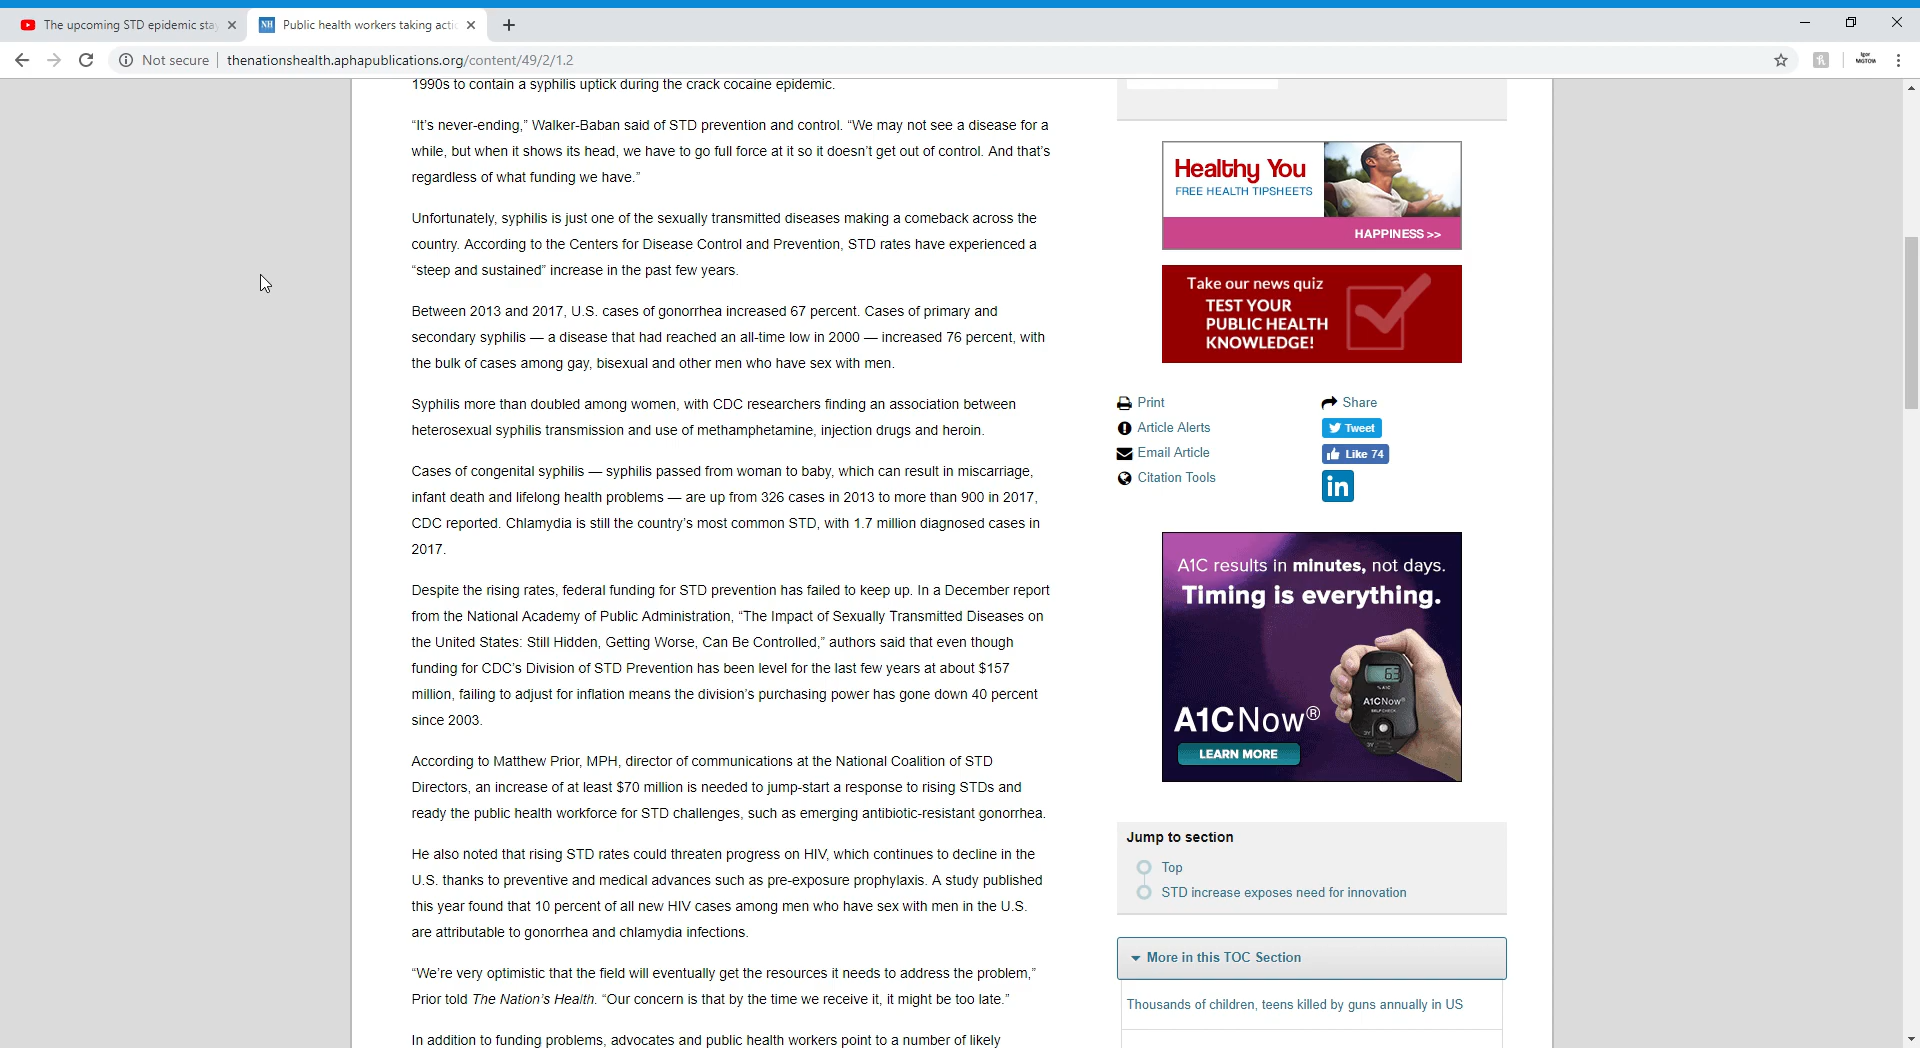 The upcoming STD epidemic sta
Public health workers taking acti
Not secure
thenationshealth.aphapublications.org/content/49/2/1.2
Igor
MGTOW
1990s to contain a syphilis uptick during the crack cocaine epidemic.
“It’s never-ending,” Walker-Baban said of STD prevention and control. “We may not see a disease for a
while, but when it shows its head, we have to go full force at it so it doesn’t get out of control. And that’s
regardless of what funding we have.”
Unfortunately, syphilis is just one of the sexually transmitted diseases making a comeback across the
country. According to the Centers for Disease Control and Prevention, STD rates have experienced a
“steep and sustained” increase in the past few years.
Between 2013 and 2017, U.S. cases of gonorrhea increased 67 percent. Cases of primary and
secondary syphilis — a disease that had reached an all-time low in 2000 — increased 76 percent, with
the bulk of cases among gay, bisexual and other men who have sex with men.
Syphilis more than doubled among women, with CDC researchers finding an association between
heterosexual syphilis transmission and use of methamphetamine, injection drugs and heroin.
Cases of congenital syphilis — syphilis passed from woman to baby, which can result in miscarriage,
infant death and lifelong health problems — are up from 326 cases in 2013 to more than 900 in 2017,
CDC reported. Chlamydia is still the country’s most common STD, with 1.7 million diagnosed cases in
2017.
Despite the rising rates, federal funding for STD prevention has failed to keep up. In a December report
from the National Academy of Public Administration, “The Impact of Sexually Transmitted Diseases on
the United States: Still Hidden, Getting Worse, Can Be Controlled,” authors said that even though
funding for CDC’s Division of STD Prevention has been level for the last few years at about $157
million, failing to adjust for inflation means the division’s purchasing power has gone down 40 percent
since 2003.
According to Matthew Prior, MPH, director of communications at the National Coalition of STD
Directors, an increase of at least $70 million is needed to jump-start a response to rising STDs and
ready the public health workforce for STD challenges, such as emerging antibiotic-resistant gonorrhea.
He also noted that rising STD rates could threaten progress on HIV, which continues to decline in the
U.S. thanks to preventive and medical advances such as pre-exposure prophylaxis. A study published
this year found that 10 percent of all new HIV cases among men who have sex with men in the U.S.
are attributable to gonorrhea and chlamydia infections.
“We’re very optimistic that the field will eventually get the resources it needs to address the problem,”
Prior told The Nation’s Health. “Our concern is that by the time we receive it, it might be too late.”
In addition to funding problems, advocates and public health workers point to a number of likely
Healthy You
FREE HEALTH TIPSHEETS
HAPPINESS >>
Take our news quiz
TEST YOUR
PUBLIC HEALTH
KNOWLEDGE!
Print
Article Alerts
Email Article
Citation Tools
Share
Tweet
Like 74
in
A1C results in minutes, not days.
Timing is everything.
A1CNow®
LEARN MORE
A1CNow®
Jump to section
Top
STD increase exposes need for innovation
More in this TOC Section
Thousands of children, teens killed by guns annually in US